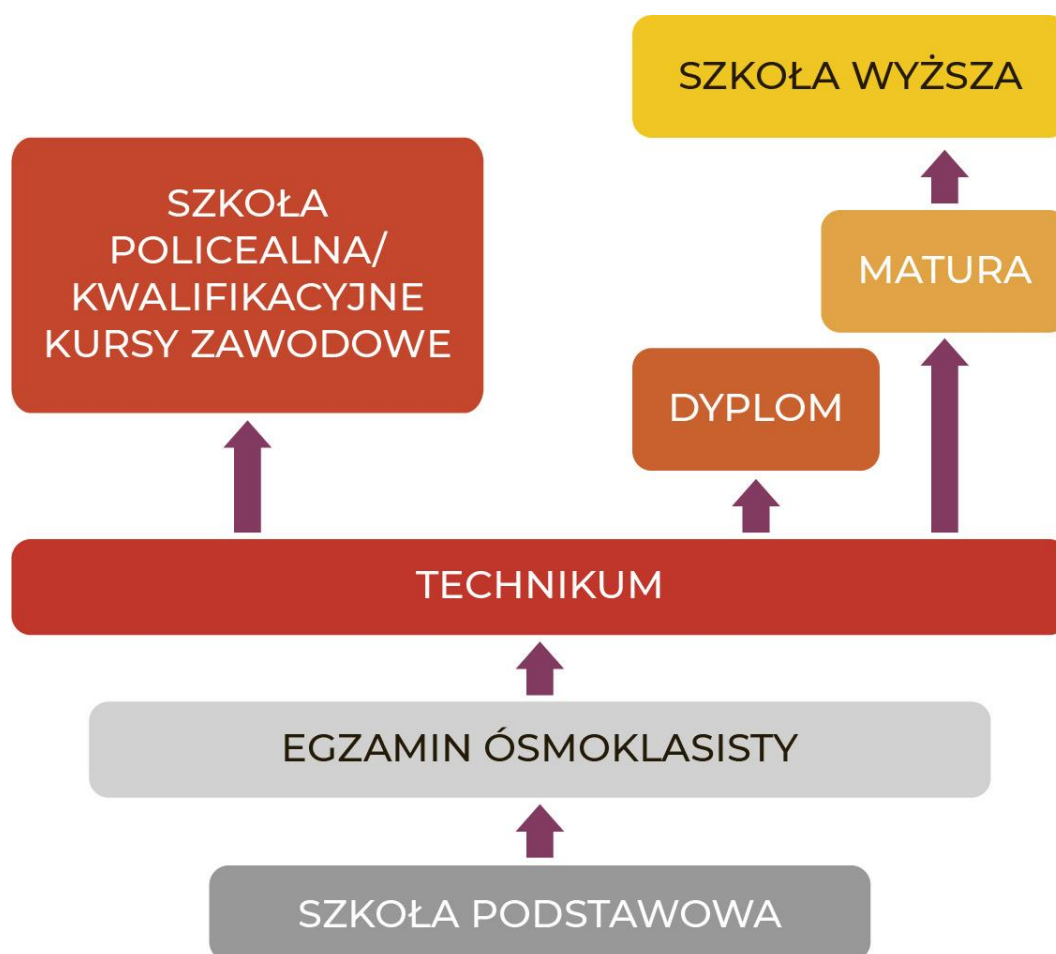 SZKOŁA WYŻSZA
SZKOŁA
POLICEALNA/
KWALIFIKACYJNE
KURSY ZAWODOWE
MATURA
DYPLOM
TECHNIKUM
EGZAMIN ÓSMOKLASISTY
SZKOŁA PODSTAWOWA